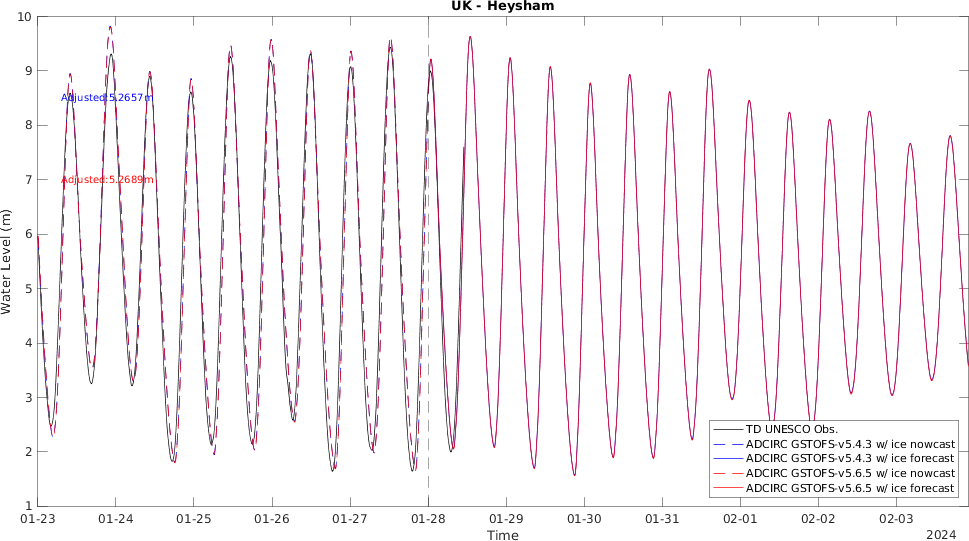 UK - Heysham
10
9
8
7
6
5
4
3
2
1
Water Level (m)
Adjusted:5.2657m
Adjusted:5.2689m
TD UNESCO Obs.
ADCIRC GSTOFS-v5.4.3 w/ ice nowcast
ADCIRC GSTOFS-v5.4.3 w/ ice forecast
ADCIRC GSTOFS-v5.6.5 w/ ice nowcast
ADCIRC GSTOFS-v5.6.5 w/ ice forecast
01-23 01-24 01-25 01-26 01-27 01-28 01-29 01-30 01-31 02-01 02-02 02-03
Time
2024